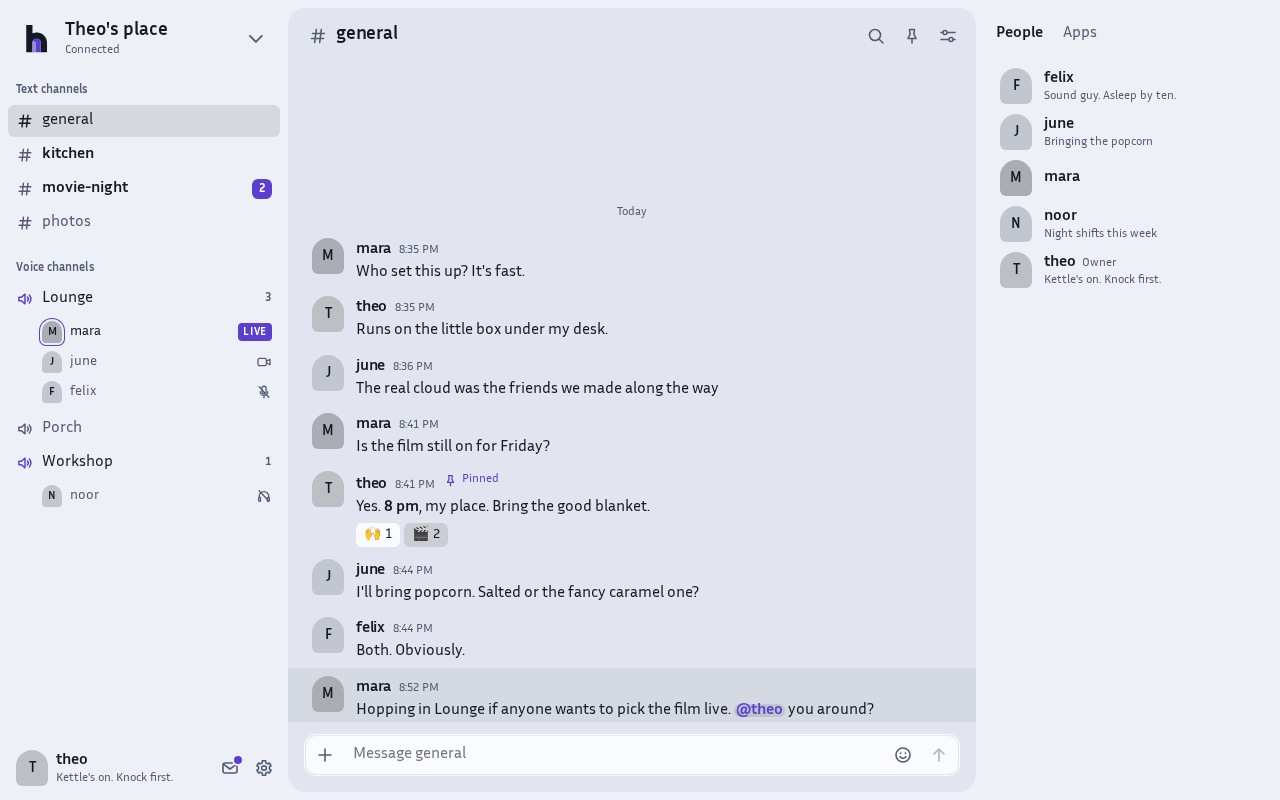 Theo's place
Connected
Text channels
general
kitchen
movie-night 2
photos
Voice channels
Lounge 3
M mara LIVE
J june
F felix
Porch
Workshop 1
N noor
T theo
Kettle's on. Knock first.
# general
Today
M mara 8:35 PM
Who set this up? It's fast.
T theo 8:35 PM
Runs on the little box under my desk.
J june 8:36 PM
The real cloud was the friends we made along the way
M mara 8:41 PM
Is the film still on for Friday?
T theo 8:41 PM Pinned
Yes. 8 pm, my place. Bring the good blanket.
🙌 1 🎬 2
J june 8:44 PM
I'll bring popcorn. Salted or the fancy caramel one?
F felix 8:44 PM
Both. Obviously.
M mara 8:52 PM
Hopping in Lounge if anyone wants to pick the film live. @theo you around?
Message general
People Apps
F felix
Sound guy. Asleep by ten.
J june
Bringing the popcorn
M mara
N noor
Night shifts this week
T theo Owner
Kettle's on. Knock first.